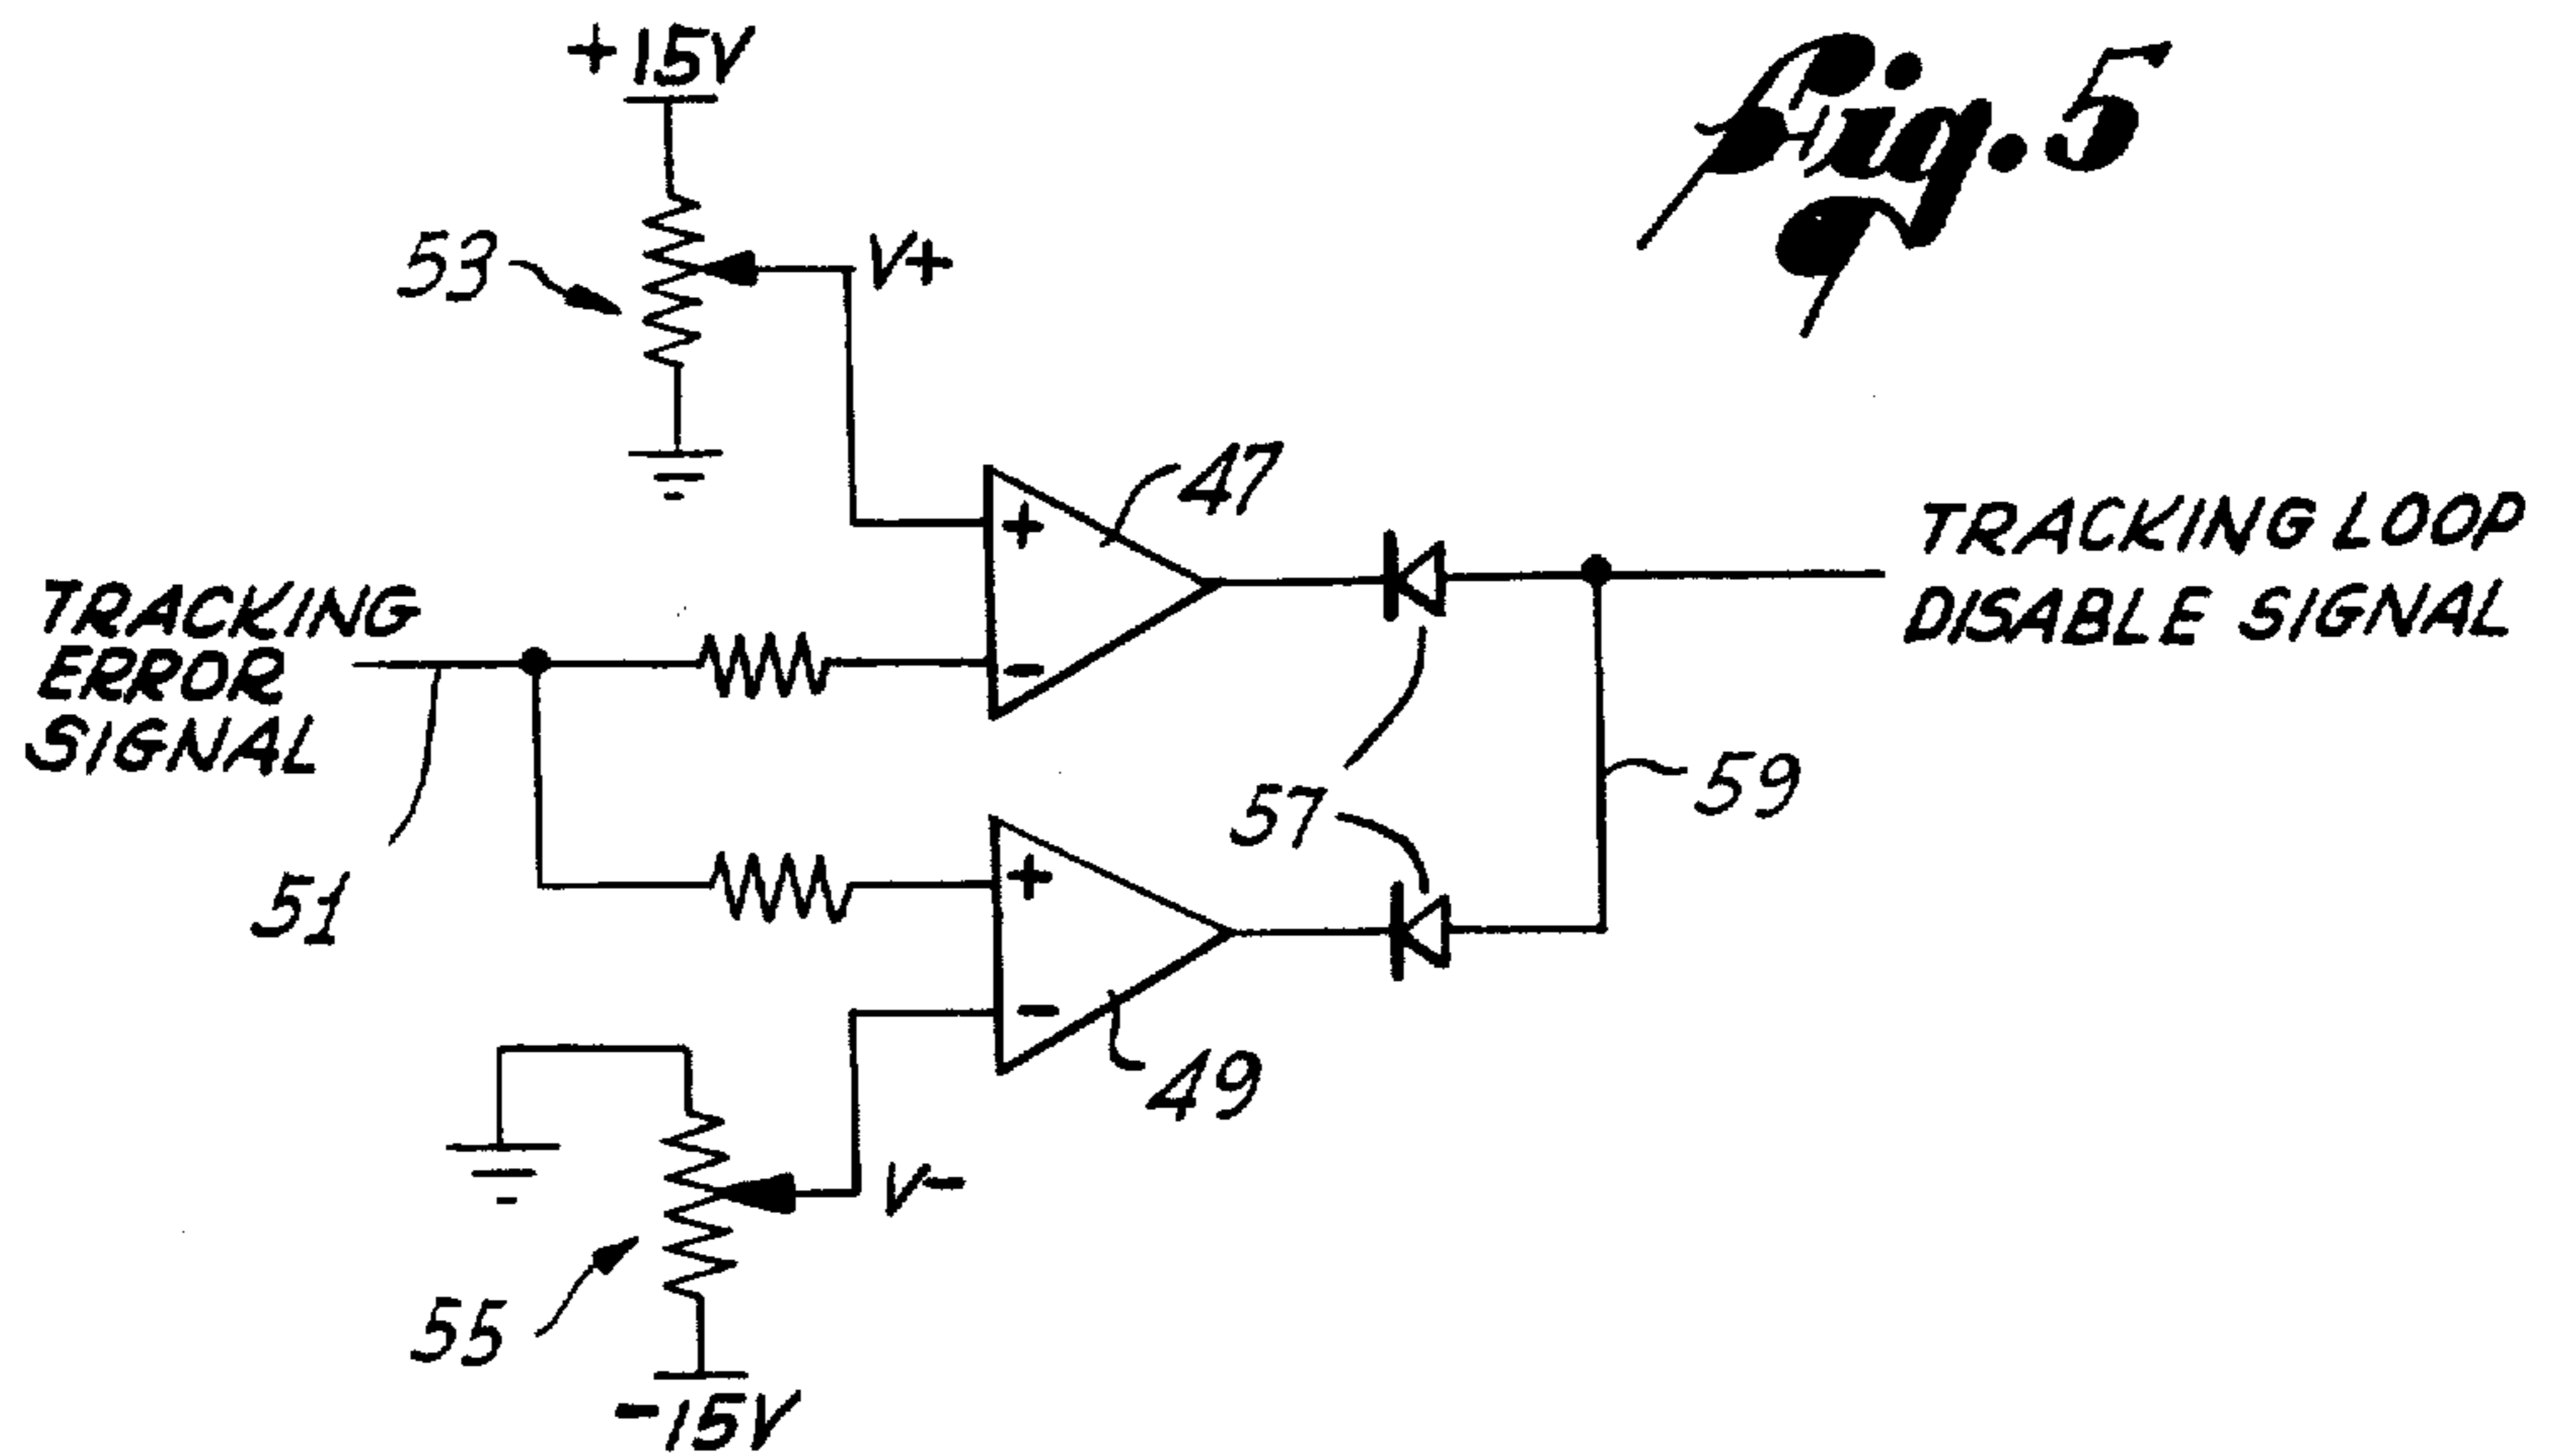 +15V
Fig. 5
53
V+
47
+
-
TRACKING LOOP
DISABLE SIGNAL
TRACKING
ERROR
SIGNAL
51
57
59
+
-
49
V-
55
-15V